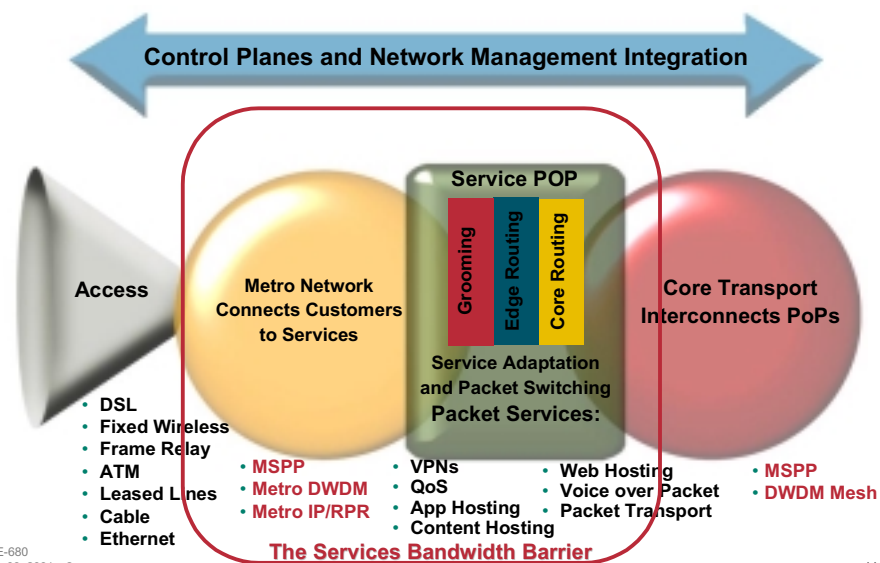 Control Planes and Network Management Integration
Service POP
Grooming
Edge Routing
Core Routing
Access
Metro Network
Connects Customers
to Services
Core Transport
Interconnects PoPs
Service Adaptation
and Packet Switching
Packet Services:
• DSL
• Fixed Wireless
• Frame Relay
• ATM
• Leased Lines
• Cable
• Ethernet
• MSPP
• Metro DWDM
• Metro IP/RPR
• VPNs
• QoS
• App Hosting
• Content Hosting
• Web Hosting
• Voice over Packet
• Packet Transport
• MSPP
• DWDM Mesh
The Services Bandwidth Barrier
E-680